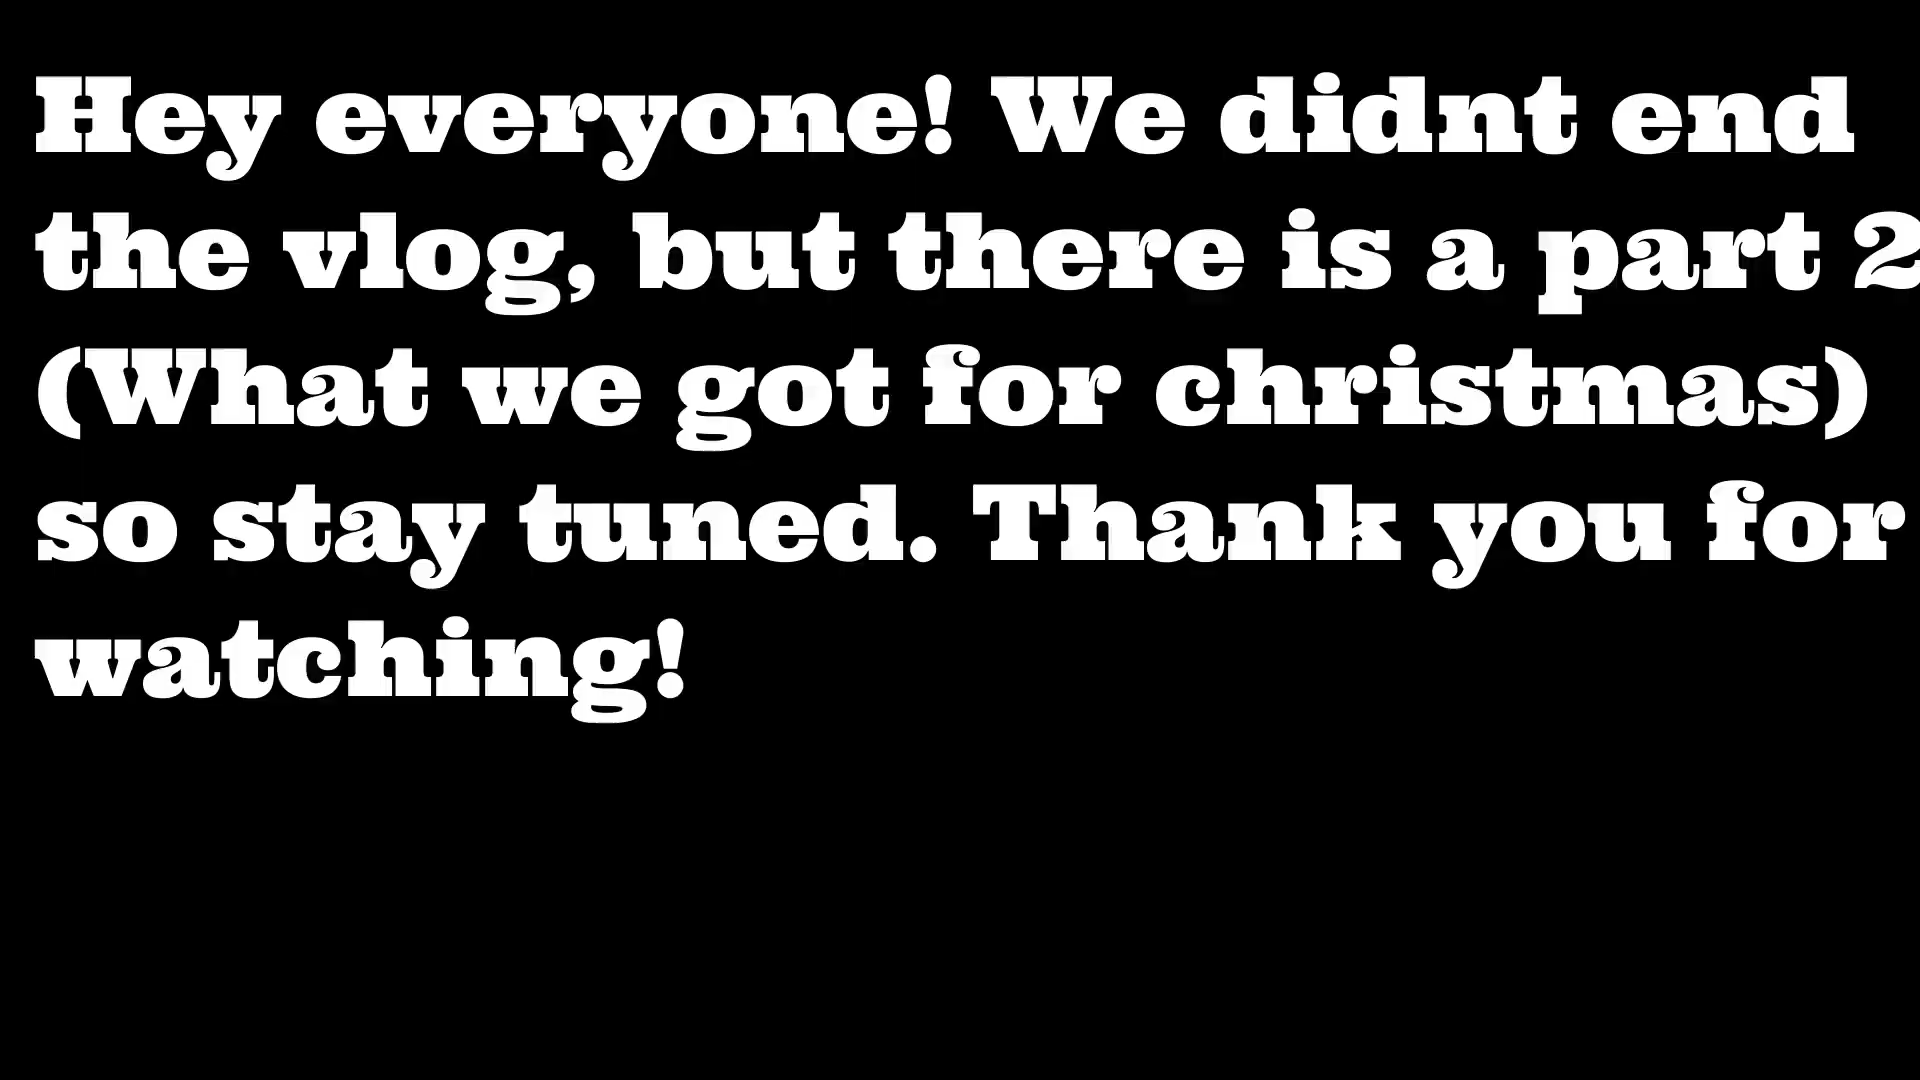 Hey everyone! We didnt end
the vlog, but there is a part 2
(What we got for christmas)
so stay tuned. Thank you for
watching!